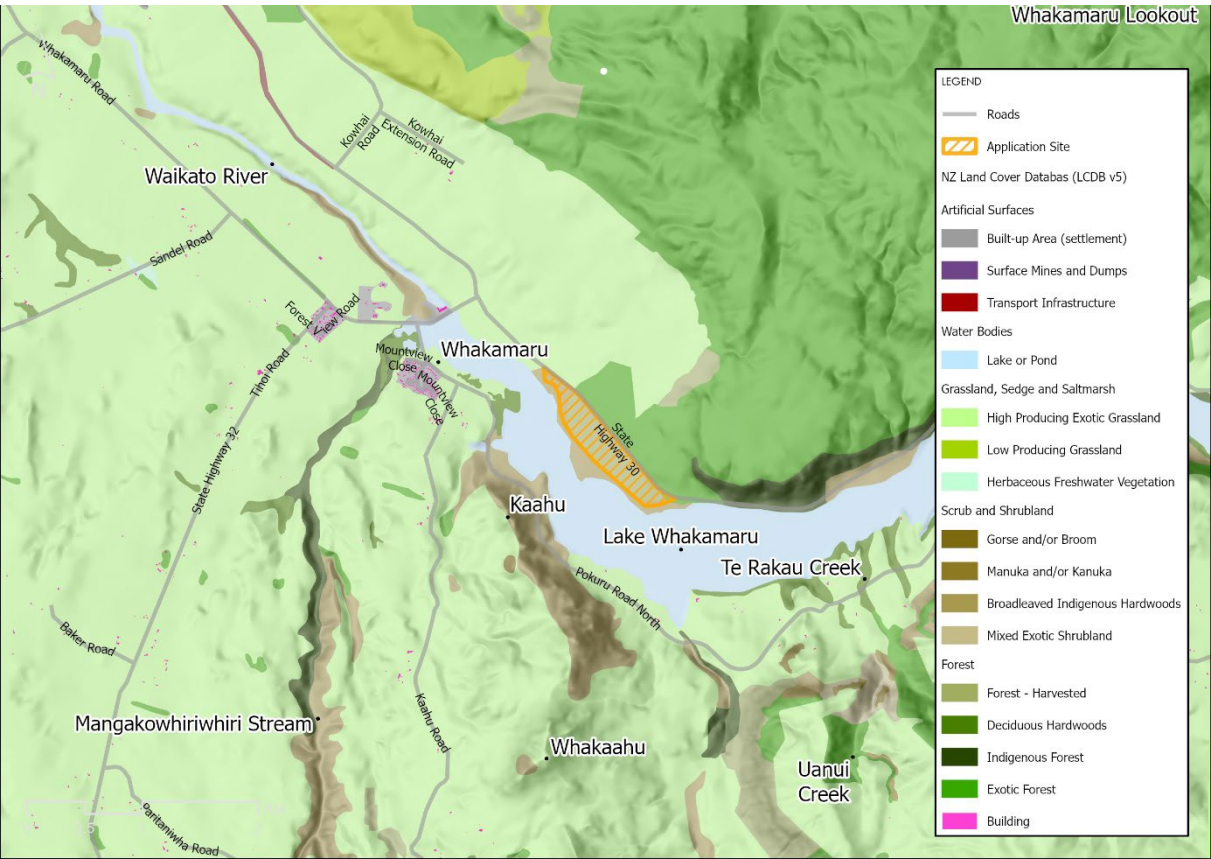 Whakamaru Lookout
Whakamaru Road
Kowhai
Road
Kowhai
Extension Road
Waikato River
Sandel Road
Forest View Road
Tihoi Road
State Highway 32
Mountview
Close Mountview
Close
Whakamaru
State
Highway 30
Kaahu
Lake Whakamaru
Te Rakau Creek
Pokuru Road North
Baker Road
Kaahu Road
Mangakowhiriwhiri Stream
Whakaahu
Uanui
Creek
Paritaniwha Road
LEGEND
Roads
Application Site
NZ Land Cover Databas (LCDB v5)
Artificial Surfaces
Built-up Area (settlement)
Surface Mines and Dumps
Transport Infrastructure
Water Bodies
Lake or Pond
Grassland, Sedge and Saltmarsh
High Producing Exotic Grassland
Low Producing Grassland
Herbaceous Freshwater Vegetation
Scrub and Shrubland
Gorse and/or Broom
Manuka and/or Kanuka
Broadleaved Indigenous Hardwoods
Mixed Exotic Shrubland
Forest
Forest - Harvested
Deciduous Hardwoods
Indigenous Forest
Exotic Forest
Building